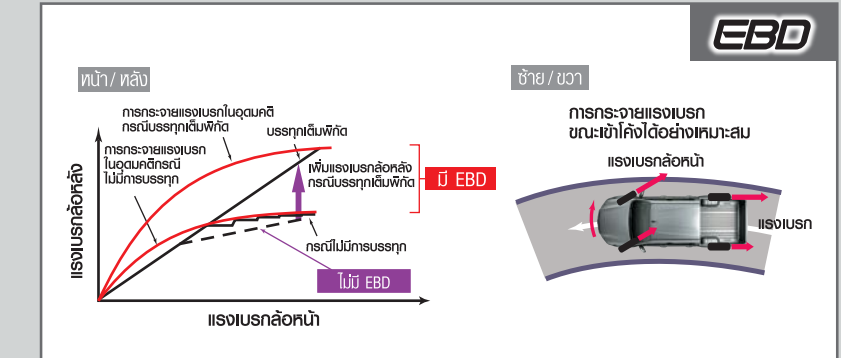 EBD
หน้า / หลัง
การกระจายแรงเบรกในอุดมคติ
กรณีบรรทุกเต็มพิกัด
บรรทุกเต็มพิกัด
การกระจายแรงเบรก
ในอุดมคติกรณี
ไม่มีการบรรทุก
เพิ่มแรงเบรกล้อหลัง
กรณีบรรทุกเต็มพิกัด
มี EBD
แรงเบรกล้อหลัง
กรณีไม่มีการบรรทุก
ไม่มี EBD
แรงเบรกล้อหน้า
ซ้าย / ขวา
การกระจายแรงเบรก
ขณะเข้าโค้งได้อย่างเหมาะสม
แรงเบรกล้อหน้า
แรงเบรก